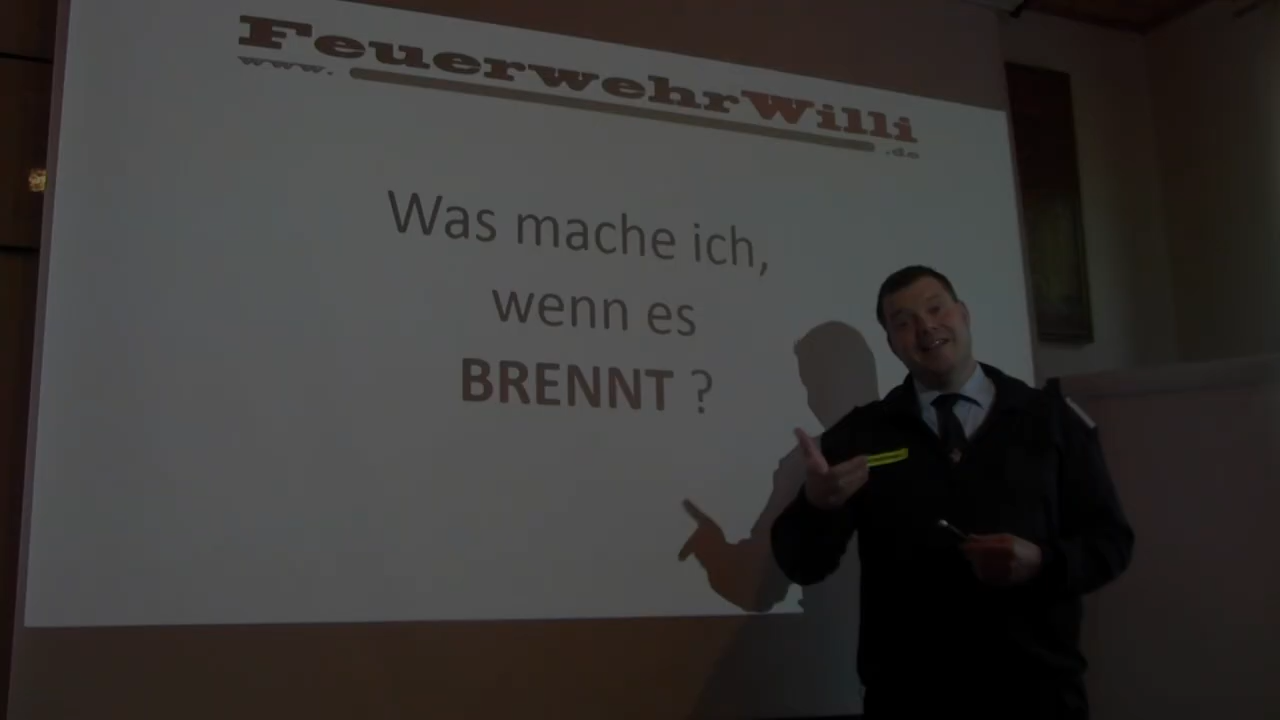 FeuerwehrWilli
www. .de
Was mache ich,
wenn es
BRENNT ?